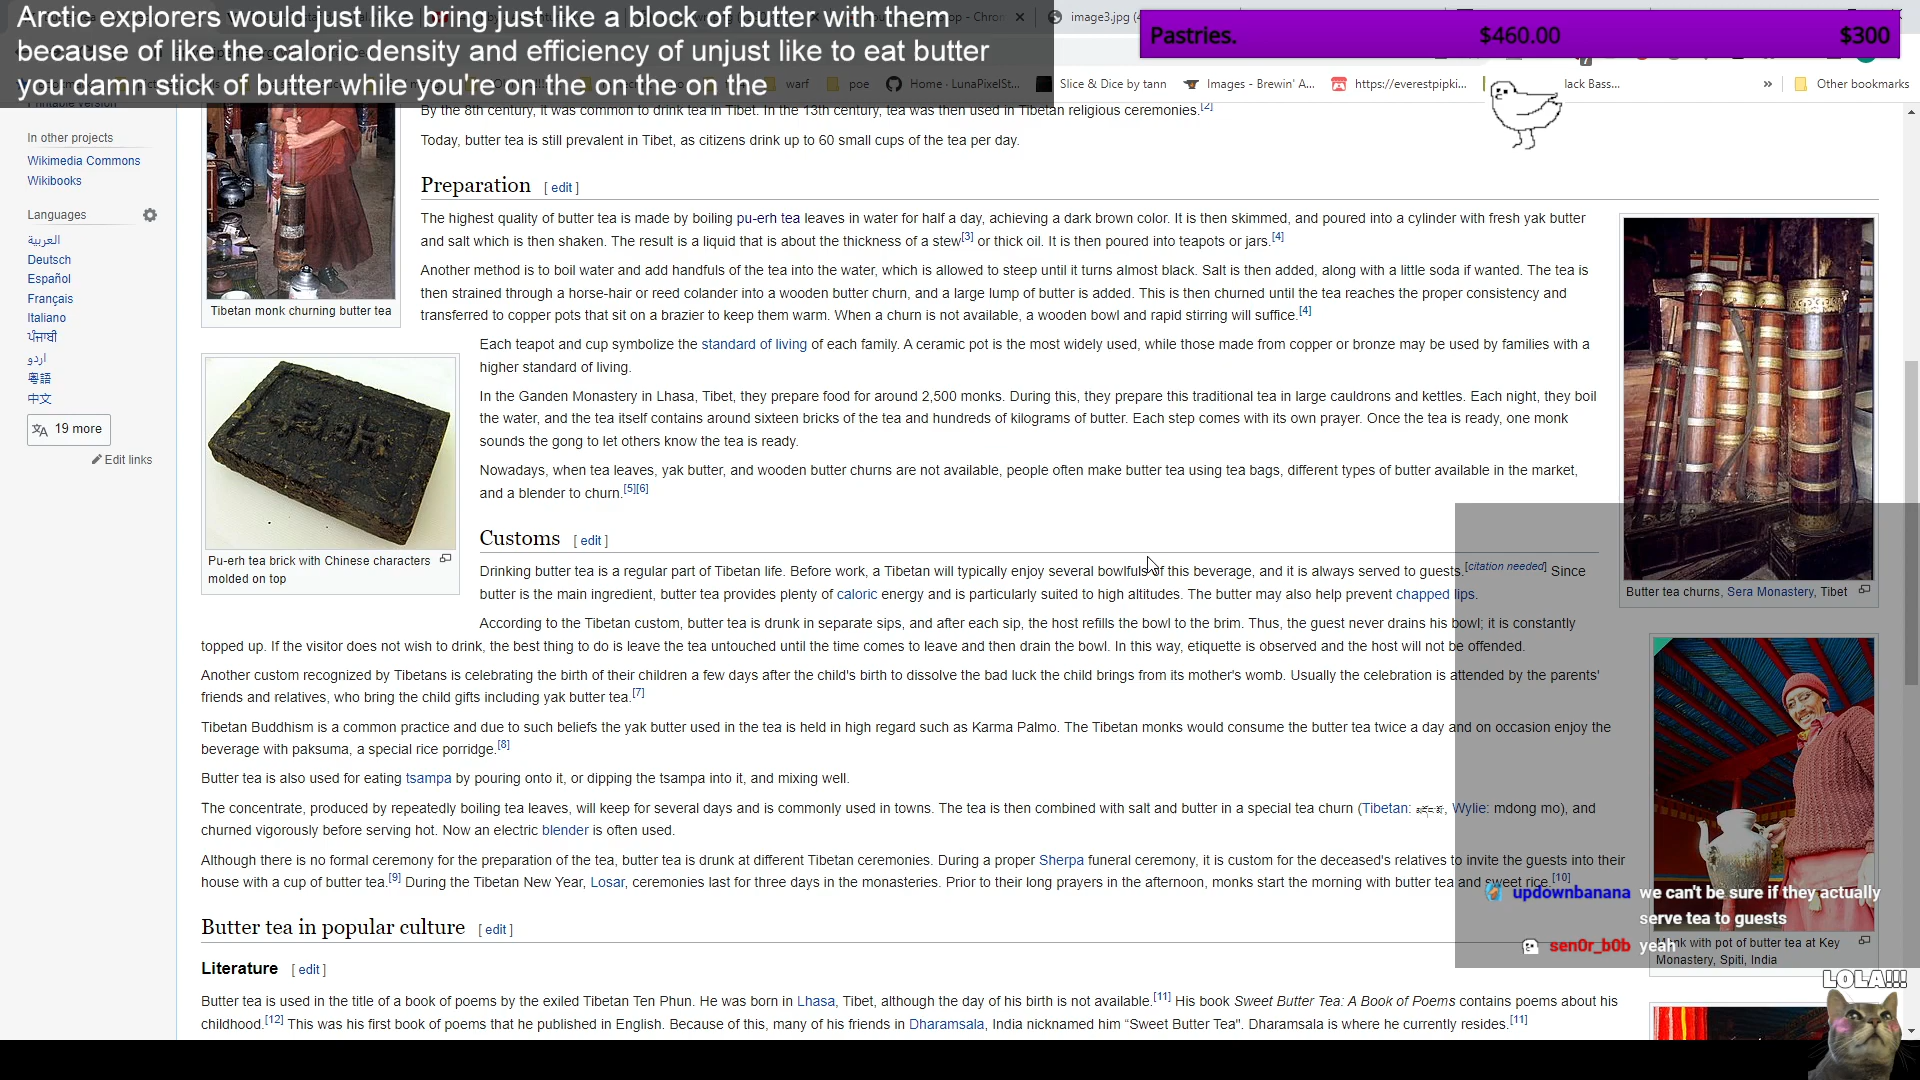 Arctic explorers would just like bring just like a block of butter with them
because of like the caloric density and efficiency of unjust like to eat butter
you damn stick of butter while you're on the on the on the
image3.jpg (4
Pastries. $460.00 $300
warf poe Home · LunaPixelSt... Slice & Dice by tann Images - Brewin' A... https://everestpipki... lack Bass... » Other bookmarks
In other projects
Wikimedia Commons
Wikibooks
Languages
العربية
Deutsch
Español
Français
Italiano
ਪੰਜਾਬੀ
اردو
粵語
中文
19 more
Edit links
By the 8th century, it was common to drink tea in Tibet. In the 13th century, tea was then used in Tibetan religious ceremonies.[2]
Today, butter tea is still prevalent in Tibet, as citizens drink up to 60 small cups of the tea per day.
Preparation [ edit ]
The highest quality of butter tea is made by boiling pu-erh tea leaves in water for half a day, achieving a dark brown color. It is then skimmed, and poured into a cylinder with fresh yak butter
and salt which is then shaken. The result is a liquid that is about the thickness of a stew[3] or thick oil. It is then poured into teapots or jars.[4]
Another method is to boil water and add handfuls of the tea into the water, which is allowed to steep until it turns almost black. Salt is then added, along with a little soda if wanted. The tea is
then strained through a horse-hair or reed colander into a wooden butter churn, and a large lump of butter is added. This is then churned until the tea reaches the proper consistency and
transferred to copper pots that sit on a brazier to keep them warm. When a churn is not available, a wooden bowl and rapid stirring will suffice.[4]
Tibetan monk churning butter tea
Each teapot and cup symbolize the standard of living of each family. A ceramic pot is the most widely used, while those made from copper or bronze may be used by families with a
higher standard of living.
In the Ganden Monastery in Lhasa, Tibet, they prepare food for around 2,500 monks. During this, they prepare this traditional tea in large cauldrons and kettles. Each night, they boil
the water, and the tea itself contains around sixteen bricks of the tea and hundreds of kilograms of butter. Each step comes with its own prayer. Once the tea is ready, one monk
sounds the gong to let others know the tea is ready.
Nowadays, when tea leaves, yak butter, and wooden butter churns are not available, people often make butter tea using tea bags, different types of butter available in the market,
and a blender to churn.[5][6]
Pu-erh tea brick with Chinese characters
molded on top
Butter tea churns, Sera Monastery, Tibet
Customs [ edit ]
Drinking butter tea is a regular part of Tibetan life. Before work, a Tibetan will typically enjoy several bowlfuls of this beverage, and it is always served to guests.[citation needed] Since
butter is the main ingredient, butter tea provides plenty of caloric energy and is particularly suited to high altitudes. The butter may also help prevent chapped lips.
According to the Tibetan custom, butter tea is drunk in separate sips, and after each sip, the host refills the bowl to the brim. Thus, the guest never drains his bowl; it is constantly
topped up. If the visitor does not wish to drink, the best thing to do is leave the tea untouched until the time comes to leave and then drain the bowl. In this way, etiquette is observed and the host will not be offended.
Another custom recognized by Tibetans is celebrating the birth of their children a few days after the child's birth to dissolve the bad luck the child brings from its mother's womb. Usually the celebration is attended by the parents'
friends and relatives, who bring the child gifts including yak butter tea.[7]
Tibetan Buddhism is a common practice and due to such beliefs the yak butter used in the tea is held in high regard such as Karma Palmo. The Tibetan monks would consume the butter tea twice a day and on occasion enjoy the
beverage with paksuma, a special rice porridge.[8]
Butter tea is also used for eating tsampa by pouring onto it, or dipping the tsampa into it, and mixing well.
The concentrate, produced by repeatedly boiling tea leaves, will keep for several days and is commonly used in towns. The tea is then combined with salt and butter in a special tea churn (Tibetan: , Wylie: mdong mo), and
churned vigorously before serving hot. Now an electric blender is often used.
Although there is no formal ceremony for the preparation of the tea, butter tea is drunk at different Tibetan ceremonies. During a proper Sherpa funeral ceremony, it is custom for the deceased's relatives to invite the guests into their
house with a cup of butter tea.[9] During the Tibetan New Year, Losar, ceremonies last for three days in the monasteries. Prior to their long prayers in the afternoon, monks start the morning with butter tea and sweet rice.[10]
updownbanana we can't be sure if they actually
serve tea to guests
sen0r_b0b yeah
Monk with pot of butter tea at Key
Monastery, Spiti, India
Butter tea in popular culture [ edit ]
Literature [ edit ]
Butter tea is used in the title of a book of poems by the exiled Tibetan Ten Phun. He was born in Lhasa, Tibet, although the day of his birth is not available.[11] His book Sweet Butter Tea: A Book of Poems contains poems about his
childhood.[12] This was his first book of poems that he published in English. Because of this, many of his friends in Dharamsala, India nicknamed him “Sweet Butter Tea”. Dharamsala is where he currently resides.[11]
LOLA!!!